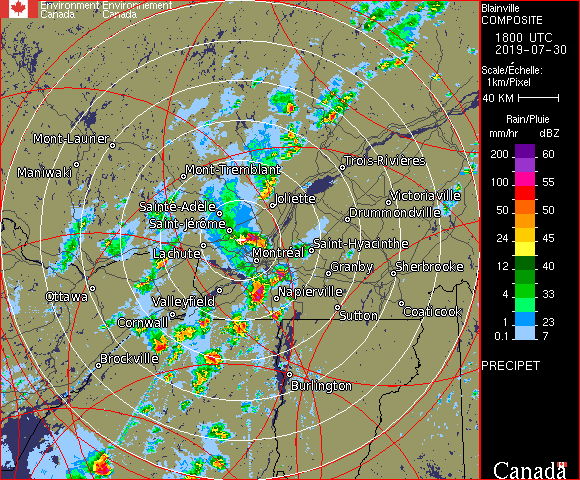 Environment Environnement
Canada Canada
Blainville
COMPOSITE
1800 UTC
2019-07-30
Scale/Échelle:
1km/Pixel
40 KM
Rain/Pluie
mm/hr dBZ
200 60
100 55
50 50
24 45
12 40
4 33
1 23
0.1 7
PRECIPET
Canada
Mont-Laurier
Maniwaki
Mont-Tremblant
Trois-Rivières
Sainte-Adèle
Joliette
Victoriaville
Drummondville
Saint-Jérôme
Lachute
Montréal
Saint-Hyacinthe
Granby
Sherbrooke
Ottawa
Valleyfield
Napierville
Cornwall
Sutton
Coaticook
Brockville
Burlington